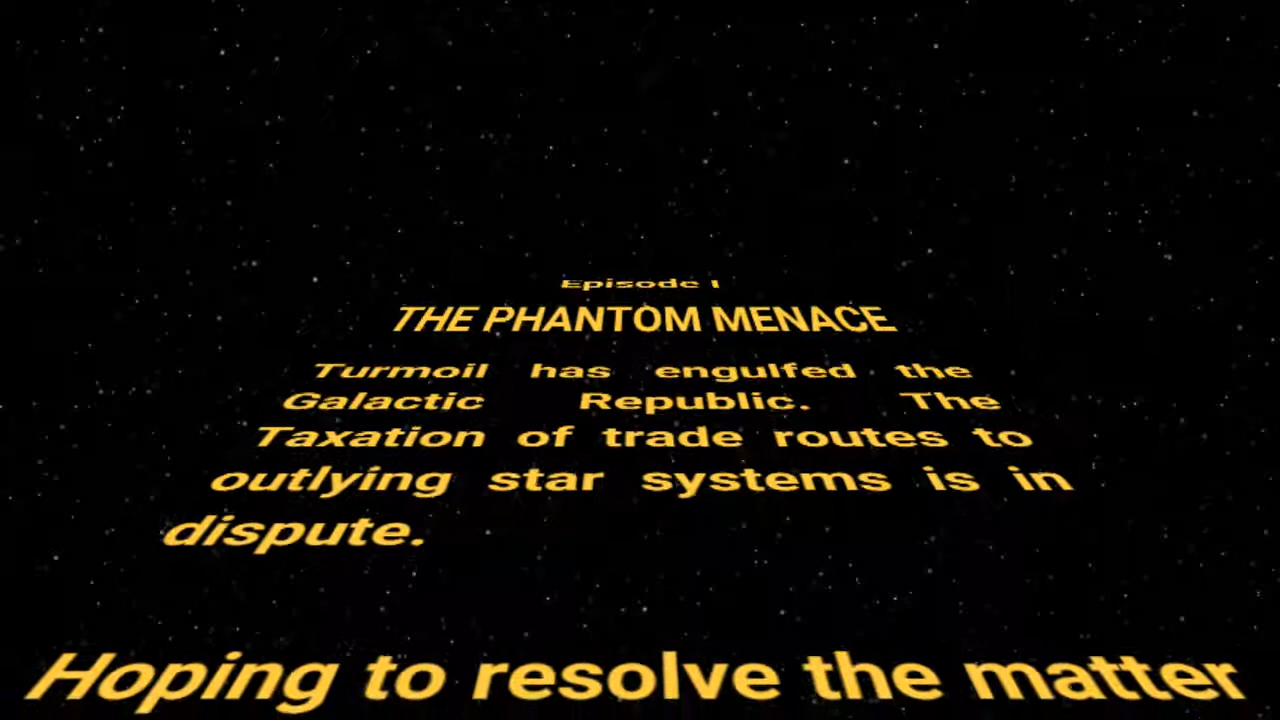 Episode I
THE PHANTOM MENACE
Turmoil has engulfed the
Galactic Republic. The
Taxation of trade routes to
outlying star systems is in
dispute.
Hoping to resolve the matter